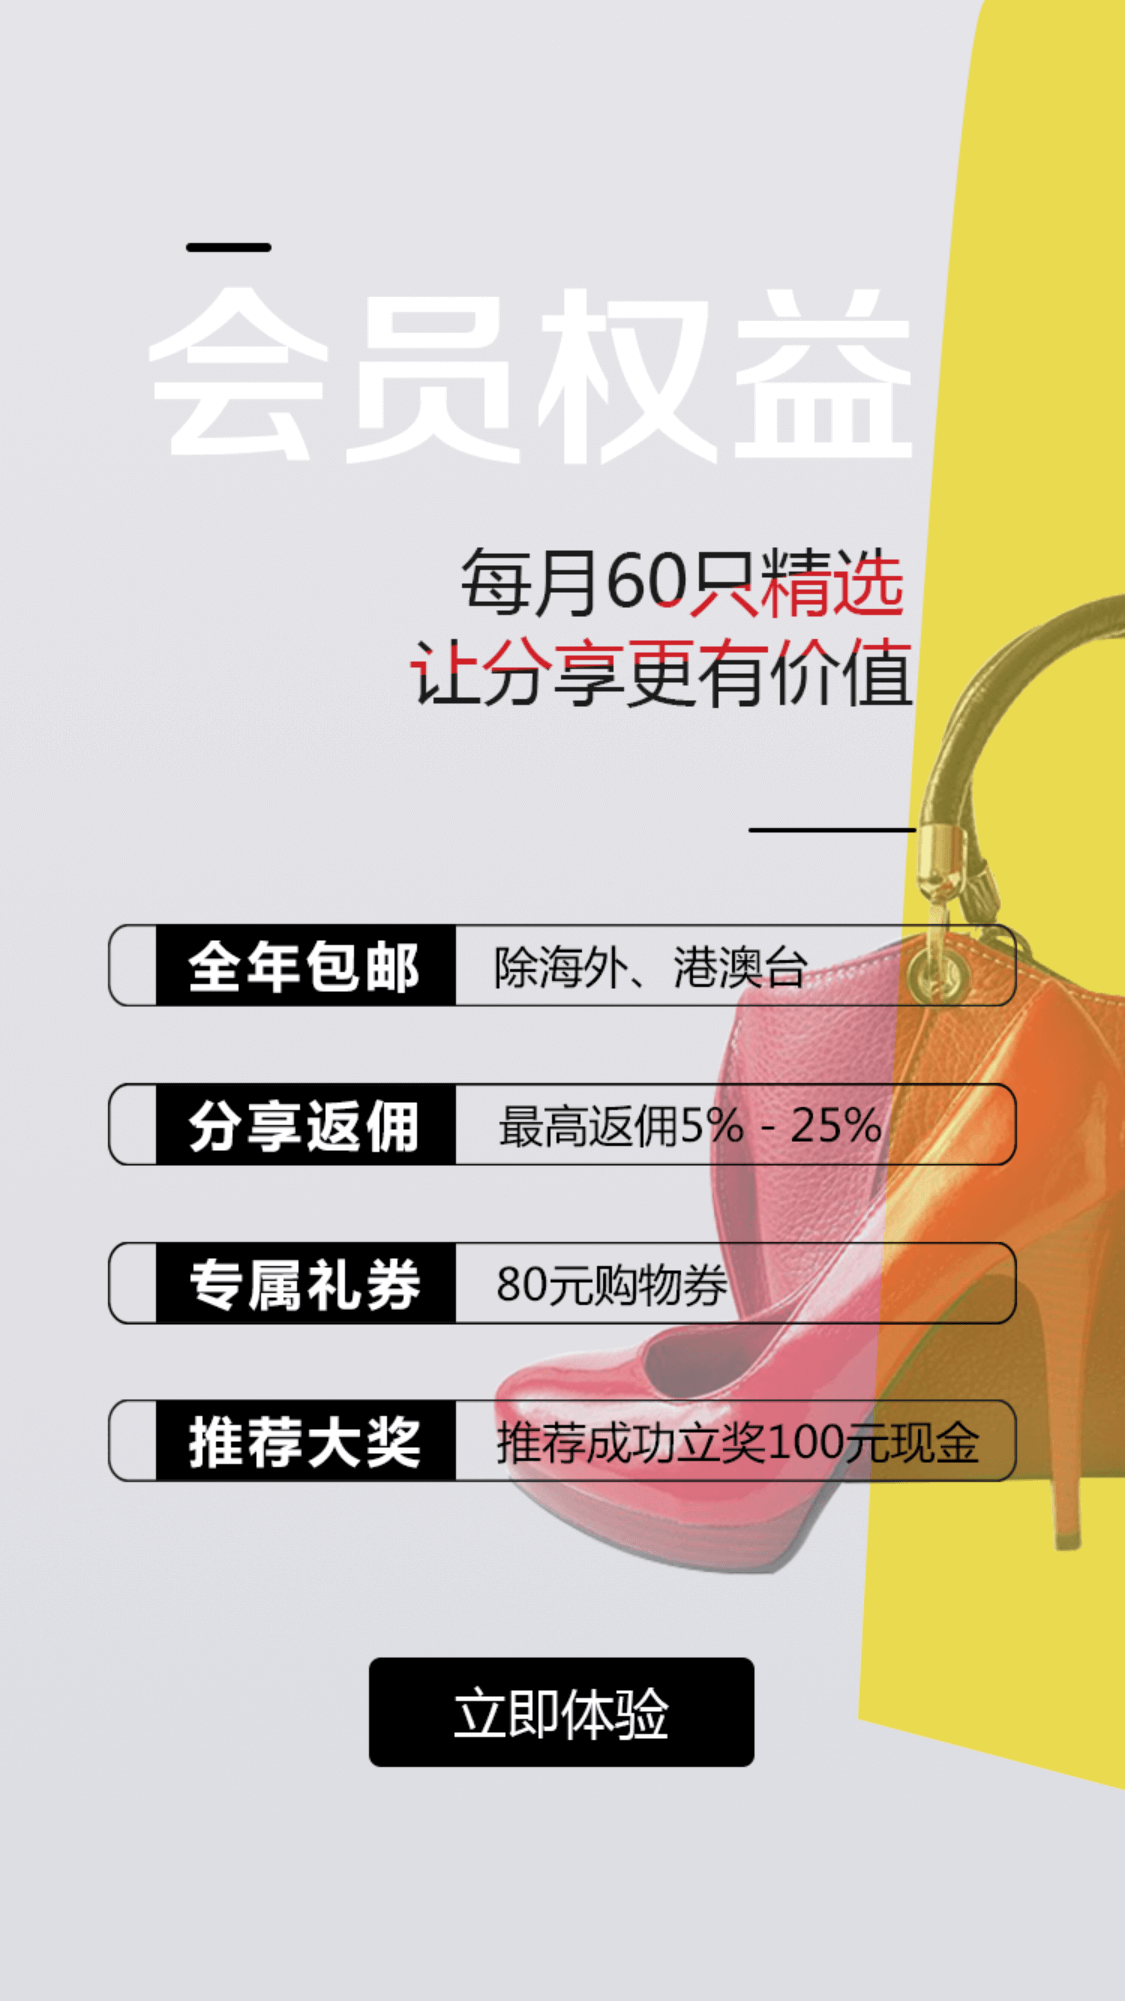 会员权益
每月60只精选
让分享更有价值
全年包邮 除海外、港澳台
分享返佣 最高返佣5% - 25%
专属礼券 80元购物券
推荐大奖 推荐成功立奖100元现金
立即体验